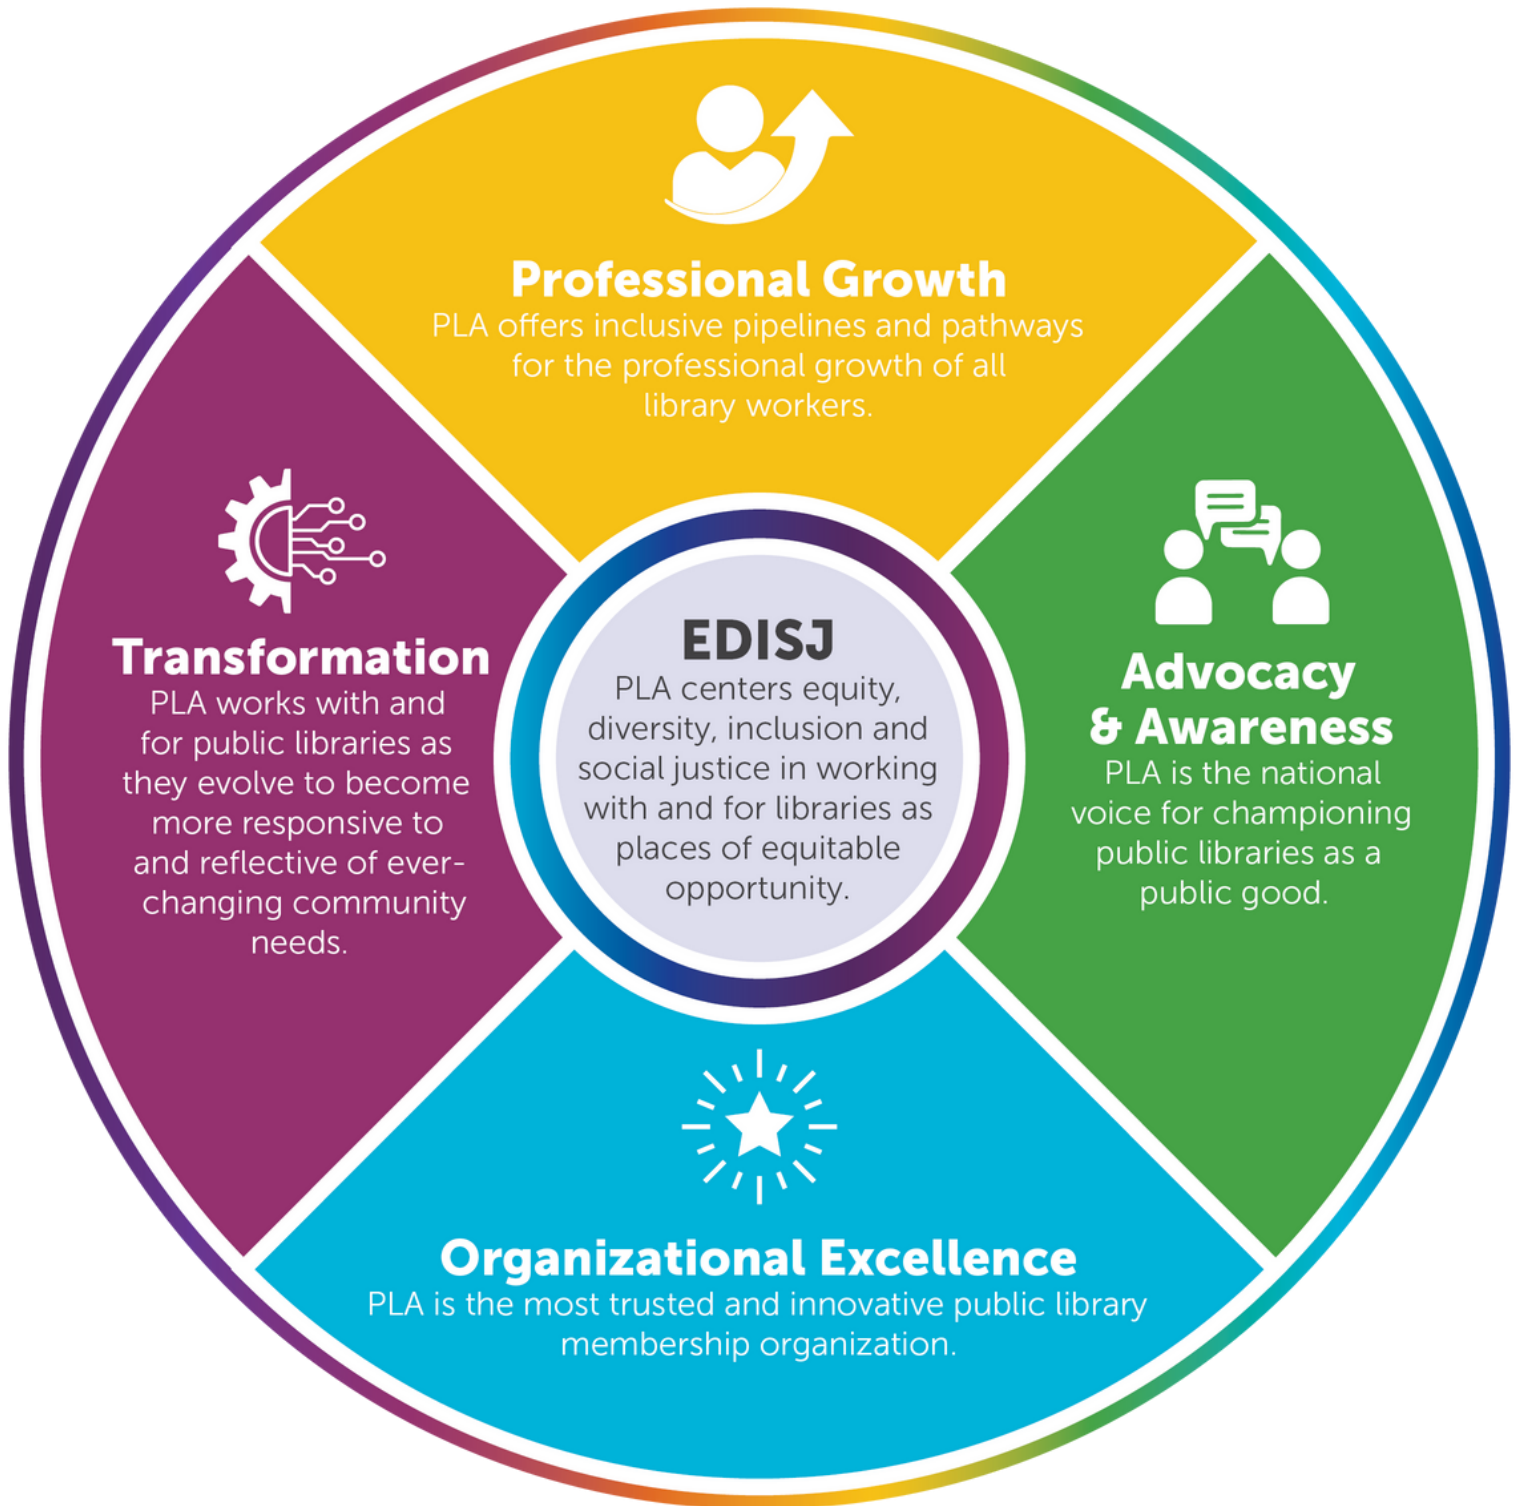 Professional Growth
PLA offers inclusive pipelines and pathways
for the professional growth of all
library workers.
Transformation
PLA works with and
for public libraries as
they evolve to become
more responsive to
and reflective of ever-
changing community
needs.
EDISJ
PLA centers equity,
diversity, inclusion and
social justice in working
with and for libraries as
places of equitable
opportunity.
Advocacy
& Awareness
PLA is the national
voice for championing
public libraries as a
public good.
Organizational Excellence
PLA is the most trusted and innovative public library
membership organization.